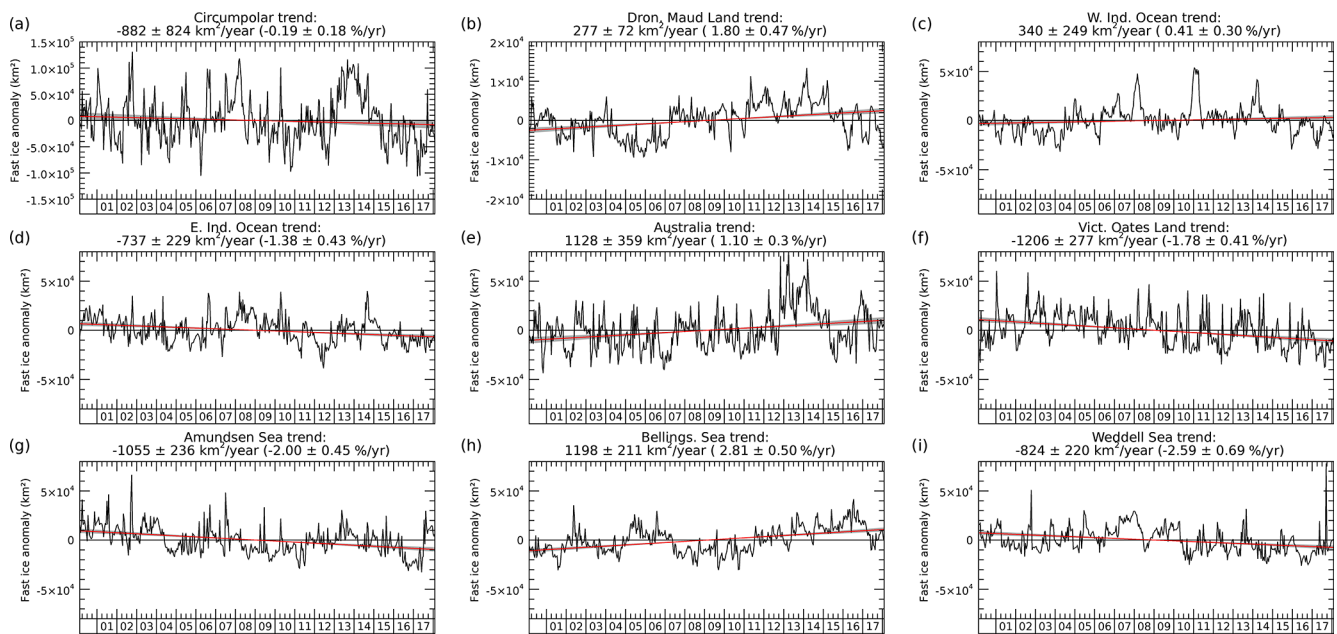 (a)
Circumpolar trend:
-882 ± 824 km²/year (-0.19 ± 0.18 %/yr)
Fast ice anomaly (km²)
1.5×10⁵
1.0×10⁵
5.0×10⁴
0
-5.0×10⁴
-1.0×10⁵
-1.5×10⁵
01 02 03 04 05 06 07 08 09 10 11 12 13 14 15 16 17
(b)
Dron. Maud Land trend:
277 ± 72 km²/year ( 1.80 ± 0.47 %/yr)
Fast ice anomaly (km²)
2×10⁴
1×10⁴
0
-1×10⁴
-2×10⁴
01 02 03 04 05 06 07 08 09 10 11 12 13 14 15 16 17
(c)
W. Ind. Ocean trend:
340 ± 249 km²/year ( 0.41 ± 0.30 %/yr)
Fast ice anomaly (km²)
5×10⁴
0
-5×10⁴
01 02 03 04 05 06 07 08 09 10 11 12 13 14 15 16 17
(d)
E. Ind. Ocean trend:
-737 ± 229 km²/year (-1.38 ± 0.43 %/yr)
Fast ice anomaly (km²)
5×10⁴
0
-5×10⁴
01 02 03 04 05 06 07 08 09 10 11 12 13 14 15 16 17
(e)
Australia trend:
1128 ± 359 km²/year ( 1.10 ± 0.3 %/yr)
Fast ice anomaly (km²)
5×10⁴
0
-5×10⁴
01 02 03 04 05 06 07 08 09 10 11 12 13 14 15 16 17
(f)
Vict. Oates Land trend:
-1206 ± 277 km²/year (-1.78 ± 0.41 %/yr)
Fast ice anomaly (km²)
5×10⁴
0
-5×10⁴
01 02 03 04 05 06 07 08 09 10 11 12 13 14 15 16 17
(g)
Amundsen Sea trend:
-1055 ± 236 km²/year (-2.00 ± 0.45 %/yr)
Fast ice anomaly (km²)
5×10⁴
0
-5×10⁴
01 02 03 04 05 06 07 08 09 10 11 12 13 14 15 16 17
(h)
Bellings. Sea trend:
1198 ± 211 km²/year ( 2.81 ± 0.50 %/yr)
Fast ice anomaly (km²)
5×10⁴
0
-5×10⁴
01 02 03 04 05 06 07 08 09 10 11 12 13 14 15 16 17
(i)
Weddell Sea trend:
-824 ± 220 km²/year (-2.59 ± 0.69 %/yr)
Fast ice anomaly (km²)
5×10⁴
0
-5×10⁴
01 02 03 04 05 06 07 08 09 10 11 12 13 14 15 16 17